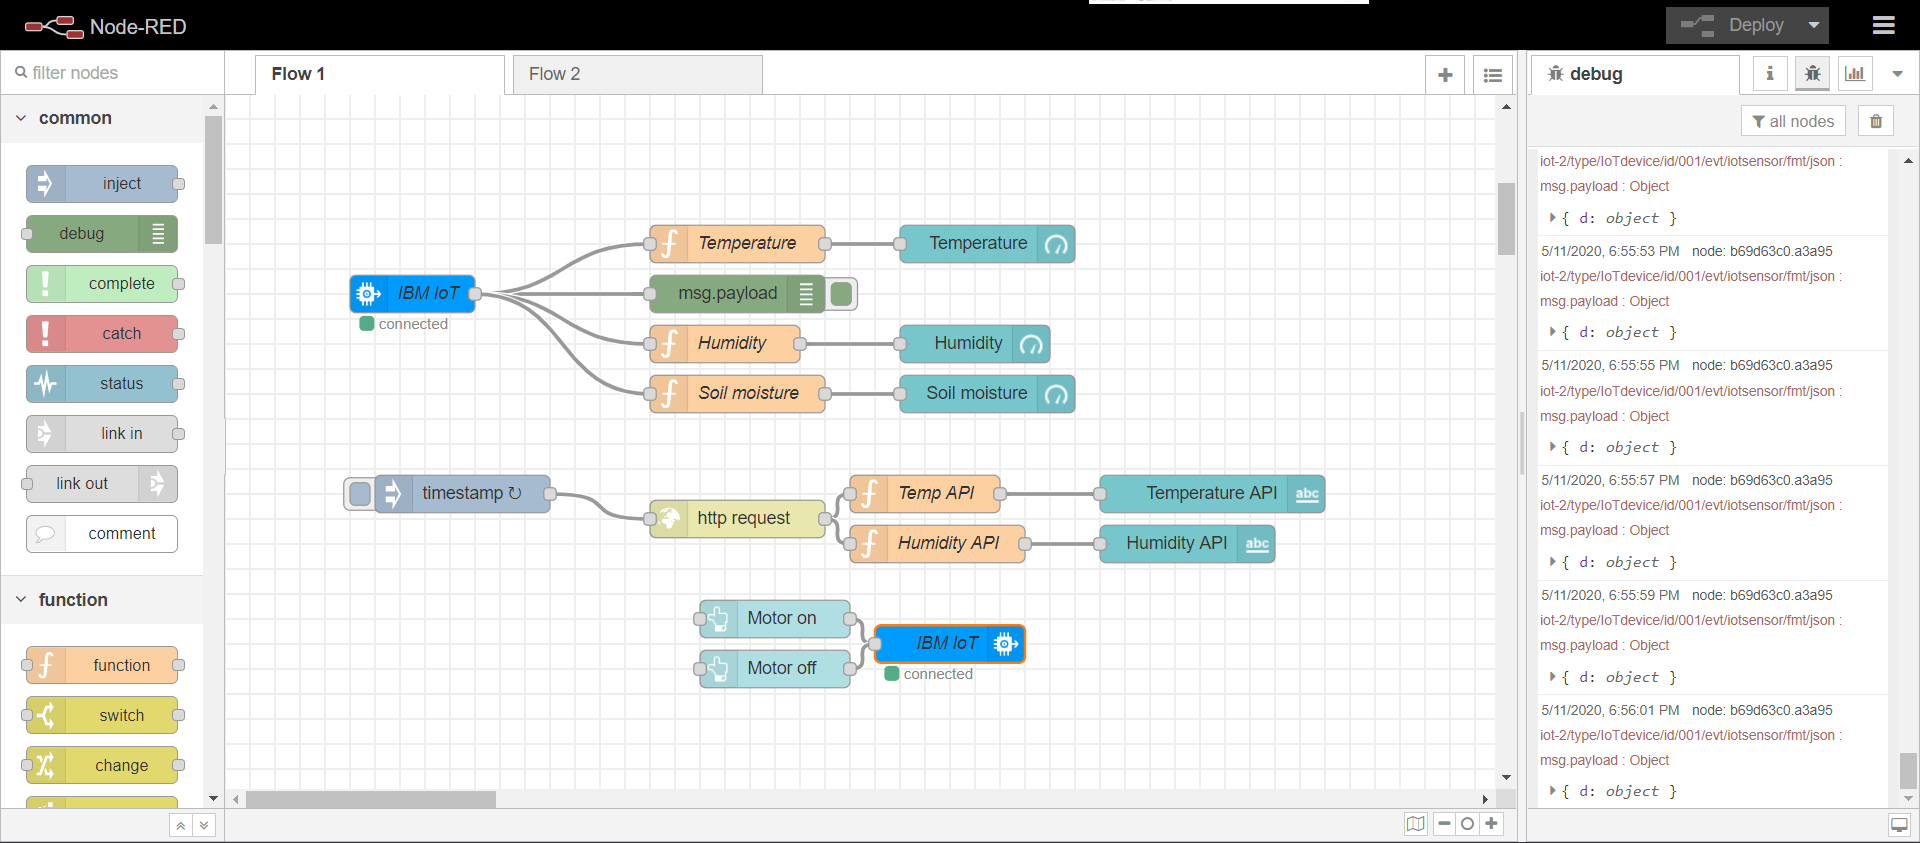 Node-RED
Deploy
filter nodes
Flow 1
Flow 2
debug
all nodes
common
inject
debug
complete
catch
status
link in
link out
comment
function
function
switch
change
IBM IoT
connected
Temperature
Temperature
msg.payload
Humidity
Humidity
Soil moisture
Soil moisture
timestamp ↻
http request
Temp API
Temperature API
abc
Humidity API
Humidity API
abc
Motor on
Motor off
IBM IoT
connected
iot-2/type/IoTdevice/id/001/evt/iotsensor/fmt/json :
msg.payload : Object
{ d: object }
5/11/2020, 6:55:53 PM node: b69d63c0.a3a95
iot-2/type/IoTdevice/id/001/evt/iotsensor/fmt/json :
msg.payload : Object
{ d: object }
5/11/2020, 6:55:55 PM node: b69d63c0.a3a95
iot-2/type/IoTdevice/id/001/evt/iotsensor/fmt/json :
msg.payload : Object
{ d: object }
5/11/2020, 6:55:57 PM node: b69d63c0.a3a95
iot-2/type/IoTdevice/id/001/evt/iotsensor/fmt/json :
msg.payload : Object
{ d: object }
5/11/2020, 6:55:59 PM node: b69d63c0.a3a95
iot-2/type/IoTdevice/id/001/evt/iotsensor/fmt/json :
msg.payload : Object
{ d: object }
5/11/2020, 6:56:01 PM node: b69d63c0.a3a95
iot-2/type/IoTdevice/id/001/evt/iotsensor/fmt/json :
msg.payload : Object
{ d: object }